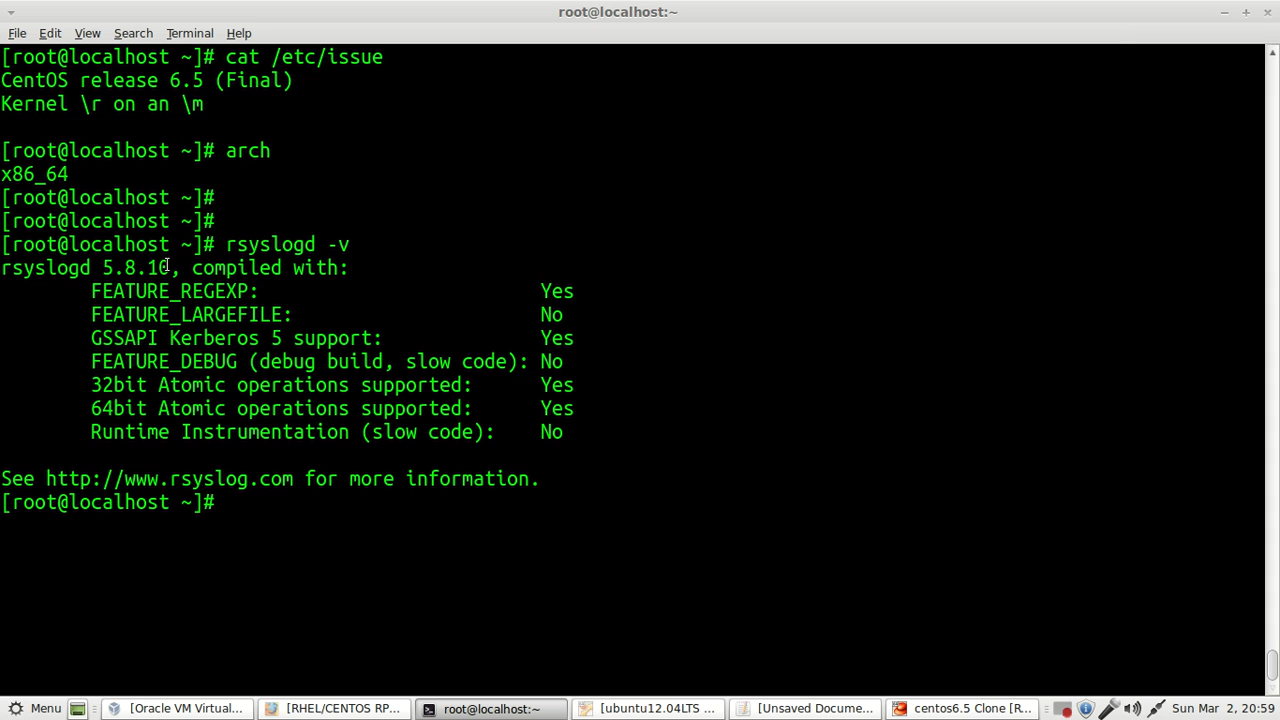 root@localhost:~
File Edit View Search Terminal Help
[root@localhost ~]# cat /etc/issue
CentOS release 6.5 (Final)
Kernel \r on an \m
[root@localhost ~]# arch
x86_64
[root@localhost ~]#
[root@localhost ~]#
[root@localhost ~]# rsyslogd -v
rsyslogd 5.8.10, compiled with:
FEATURE_REGEXP: Yes
FEATURE_LARGEFILE: No
GSSAPI Kerberos 5 support: Yes
FEATURE_DEBUG (debug build, slow code): No
32bit Atomic operations supported: Yes
64bit Atomic operations supported: Yes
Runtime Instrumentation (slow code): No
See http://www.rsyslog.com for more information.
[root@localhost ~]#
Menu [Oracle VM Virtual... [RHEL/CENTOS RP... root@localhost:~ [ubuntu12.04LTS ... [Unsaved Docume... centos6.5 Clone [R... Sun Mar 2, 20:59